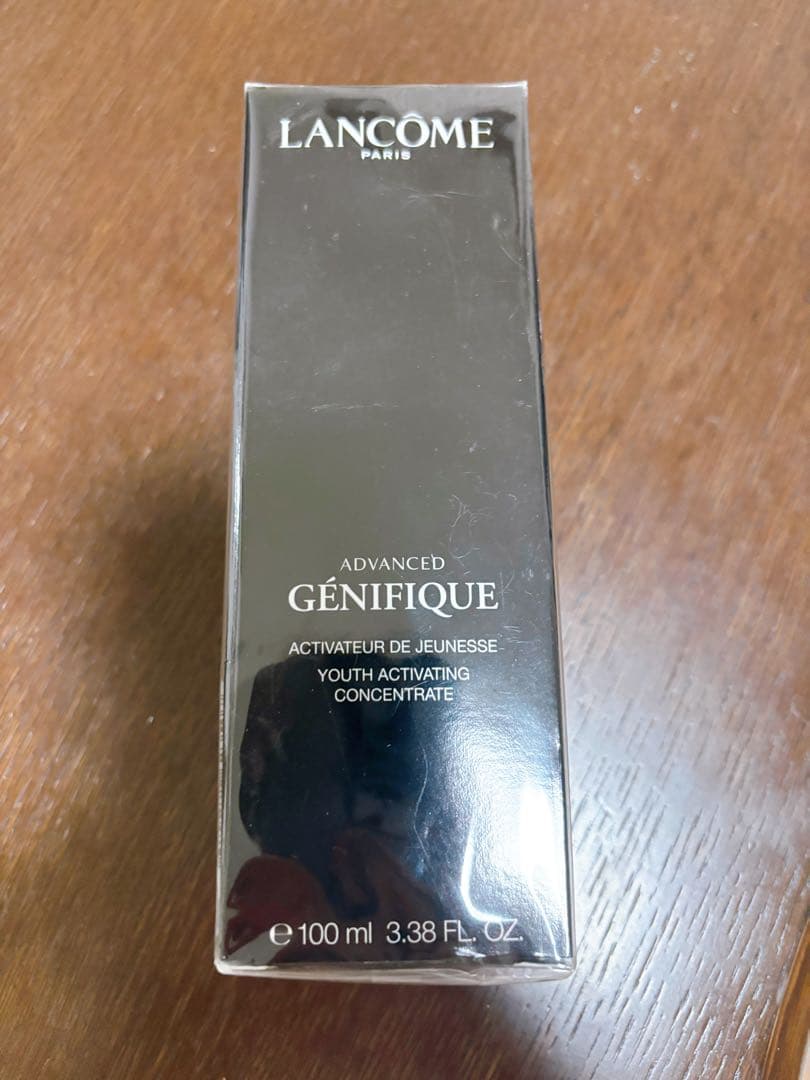 LANCÔME
PARIS
ADVANCED
GÉNIFIQUE
ACTIVATEUR DE JEUNESSE
YOUTH ACTIVATING
CONCENTRATE
℮ 100 ml 3.38 FL. OZ.